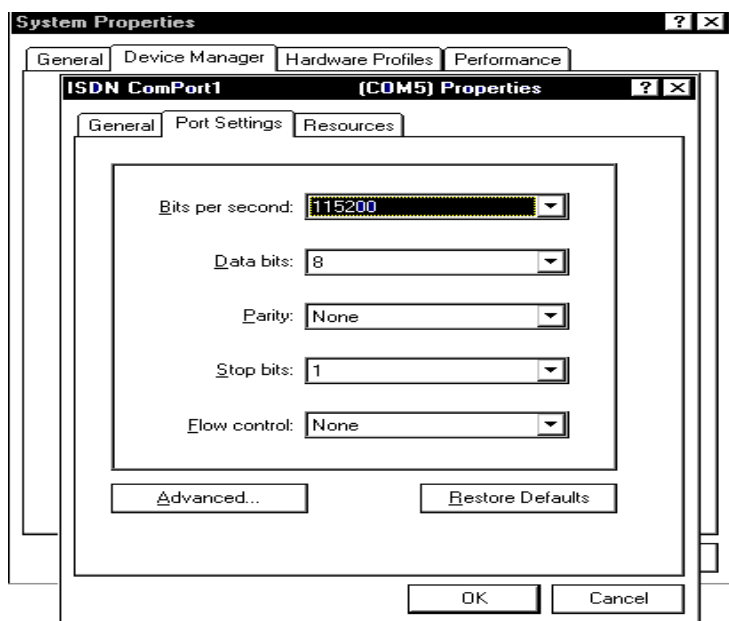 System Properties
General Device Manager Hardware Profiles Performance
ISDN ComPort1 (COM5) Properties
General Port Settings Resources
Bits per second: 115200
Data bits: 8
Parity: None
Stop bits: 1
Flow control: None
Advanced... Restore Defaults
OK Cancel